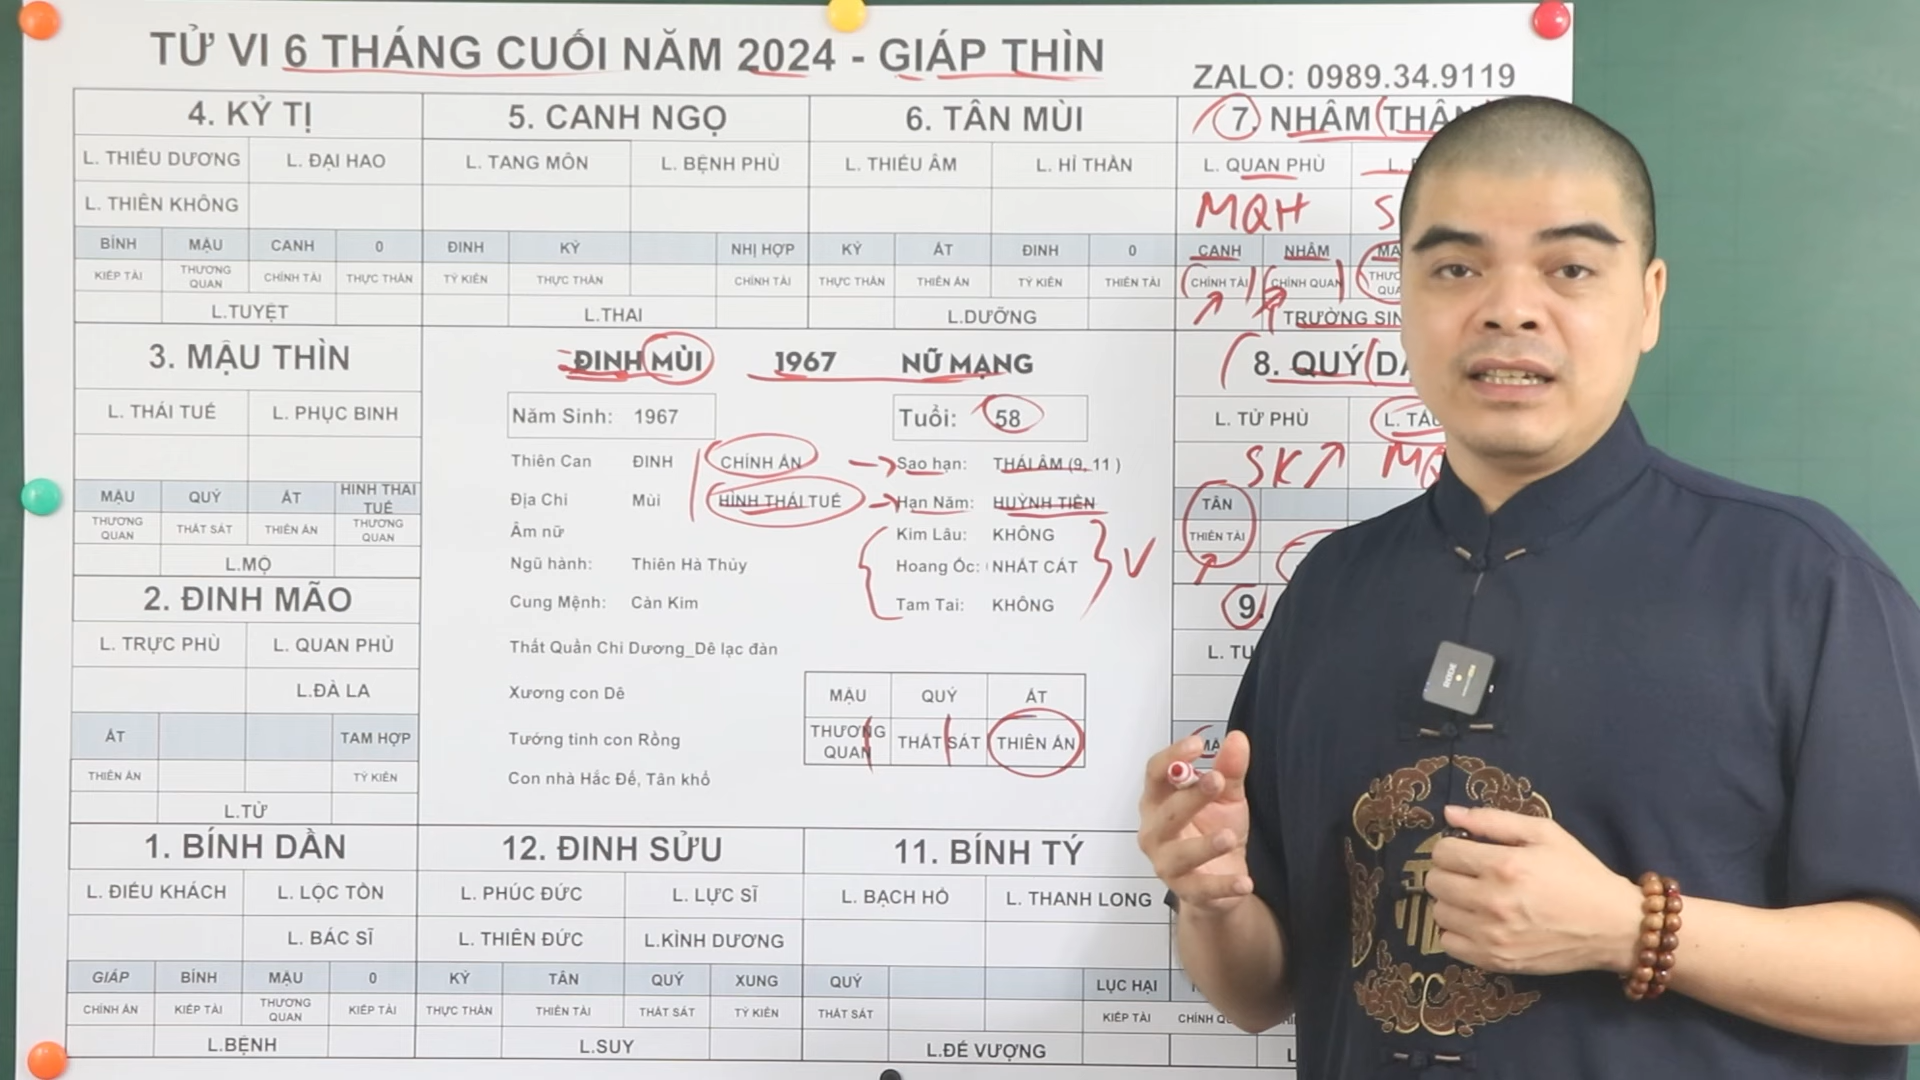 TỬ VI 6 THÁNG CUỐI NĂM 2024 - GIÁP THÌN
ZALO: 0989.34.9119
4. KỶ TỊ
L. THIẾU DƯƠNG L. ĐẠI HAO
L. THIÊN KHÔNG
BÍNH MẬU CANH 0
KIẾP TÀI THƯƠNG QUAN CHÍNH TÀI THỰC THẦN
L.TUYỆT
5. CANH NGỌ
L. TANG MÔN L. BỆNH PHÙ
ĐINH KỶ NHỊ HỢP
TỶ KIÊN THỰC THẦN CHÍNH TÀI
L.THAI
6. TÂN MÙI
L. THIẾU ÂM L. HỈ THẦN
KỶ ẤT ĐINH 0
THỰC THẦN THIÊN ẤN TỶ KIÊN THIÊN TÀI
L.DƯỠNG
7. NHÂM THÂN
L. QUAN PHÙ L.
MQH S
CANH NHÂM MẬ
CHÍNH TÀI CHÍNH QUAN THƯƠ QUA
TRƯỜNG SIN
3. MẬU THÌN
L. THÁI TUẾ L. PHỤC BINH
MẬU QUÝ ẤT HÌNH THÁI TUẾ
THƯƠNG QUAN THẤT SÁT THIÊN ẤN THƯƠNG QUAN
L.MỘ
ĐINH MÙI 1967 NỮ MẠNG
Năm Sinh: 1967 Tuổi: 58
Thiên Can ĐINH CHÍNH ẤN Sao hạn: THÁI ÂM (9, 11 )
Địa Chi Mùi HÌNH THÁI TUẾ Hạn Năm: HUỲNH TIỀN
Âm nữ Kim Lâu: KHÔNG
Ngũ hành: Thiên Hà Thủy Hoang Ốc: NHẤT CÁT V
Cung Mệnh: Càn Kim Tam Tai: KHÔNG
Thất Quần Chi Dương_Dê lạc đàn
Xương con Dê
Tướng tinh con Rồng
Con nhà Hắc Đế, Tân khổ
MẬU QUÝ ẤT
THƯƠNG QUAN THẤT SÁT THIÊN ẤN
8. QUÝ D
L. TỬ PHÙ L. TẤU
SK MQ
TÂN
THIÊN TÀI
9.
L. TU
MẬ
2. ĐINH MÃO
L. TRỰC PHÙ L. QUAN PHỦ
L.ĐÀ LA
ẤT TAM HỢP
THIÊN ẤN TỶ KIÊN
L.TỬ
1. BÍNH DẦN
L. ĐIẾU KHÁCH L. LỘC TỒN
L. BÁC SĨ
GIÁP BÍNH MẬU 0
CHÍNH ẤN KIẾP TÀI THƯƠNG QUAN KIẾP TÀI
L.BỆNH
12. ĐINH SỬU
L. PHÚC ĐỨC L. LỰC SĨ
L. THIÊN ĐỨC L.KÌNH DƯƠNG
KỶ TÂN QUÝ XUNG
THỰC THẦN THIÊN TÀI THẤT SÁT TỶ KIÊN
L.SUY
11. BÍNH TÝ
L. BẠCH HỔ L. THANH LONG
QUÝ LỤC HẠI
THẤT SÁT KIẾP TÀI CHÍNH QU
L.ĐẾ VƯỢNG L
RODE